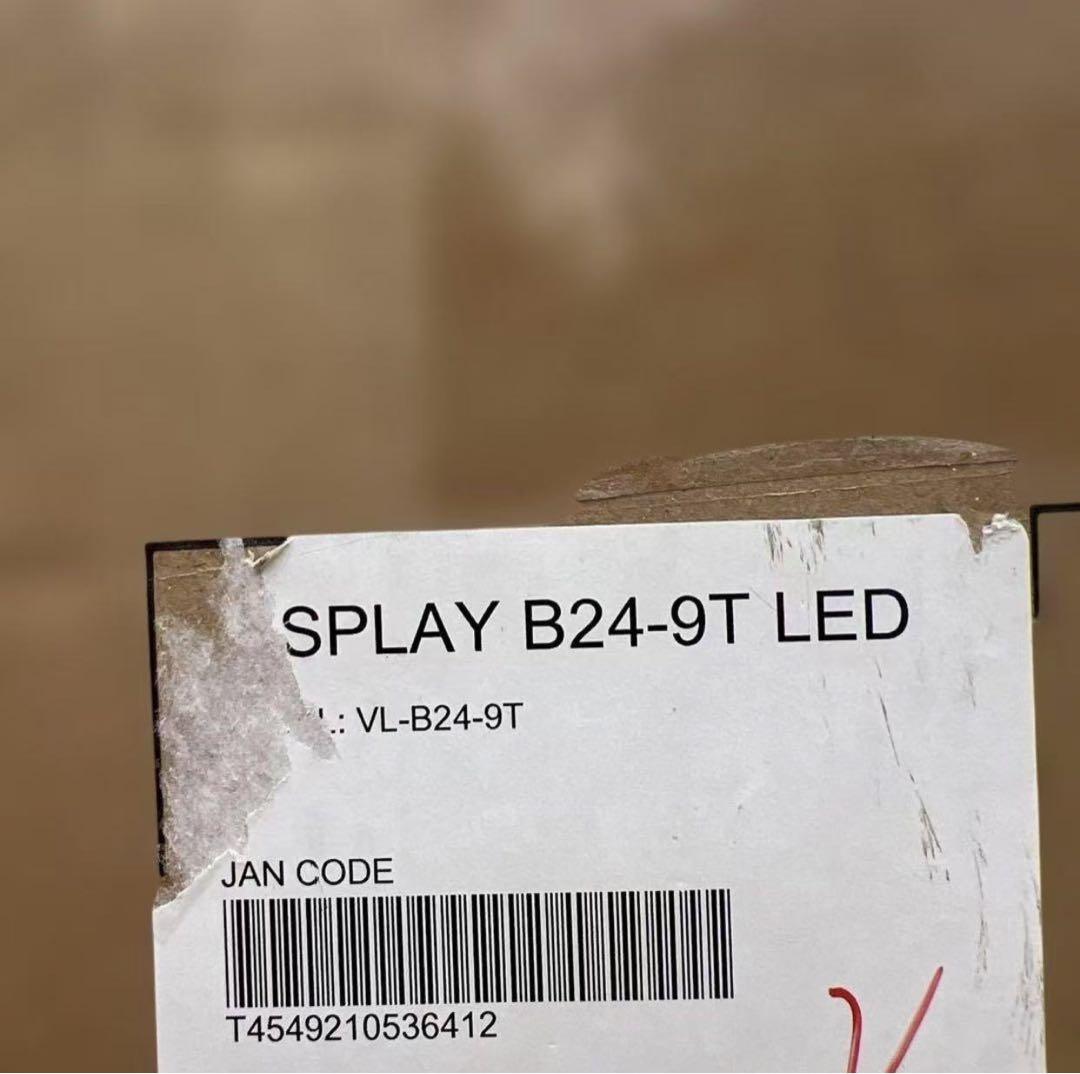 SPLAY B24-9T LED
L.: VL-B24-9T
JAN CODE
T4549210536412